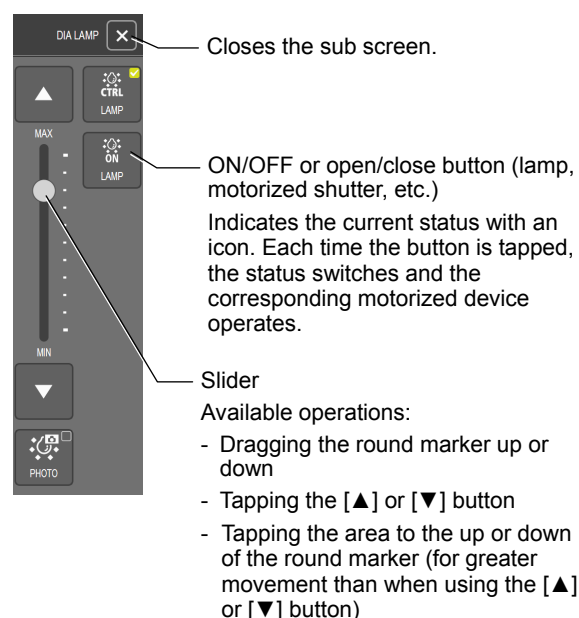 DIA LAMP
Closes the sub screen.
CTRL
LAMP
MAX
ON
LAMP
ON/OFF or open/close button (lamp,
motorized shutter, etc.)
Indicates the current status with an
icon. Each time the button is tapped,
the status switches and the
corresponding motorized device
operates.
MIN
Slider
Available operations:
- Dragging the round marker up or
down
- Tapping the [▲] or [▼] button
- Tapping the area to the up or down
of the round marker (for greater
movement than when using the [▲]
or [▼] button)
PHOTO